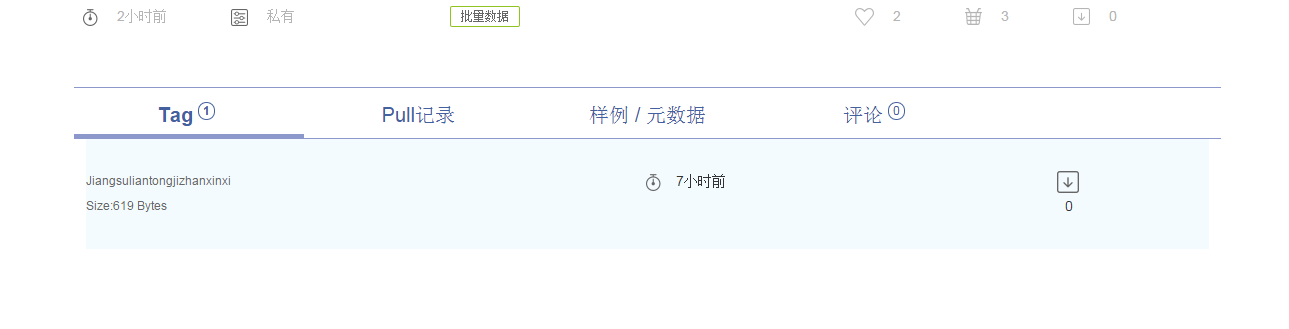 2小时前 私有 批量数据 2 3 0
Tag 1 Pull记录 样例 / 元数据 评论 0
Jiangsuliantongjizhanxinxi 7小时前
Size:619 Bytes 0